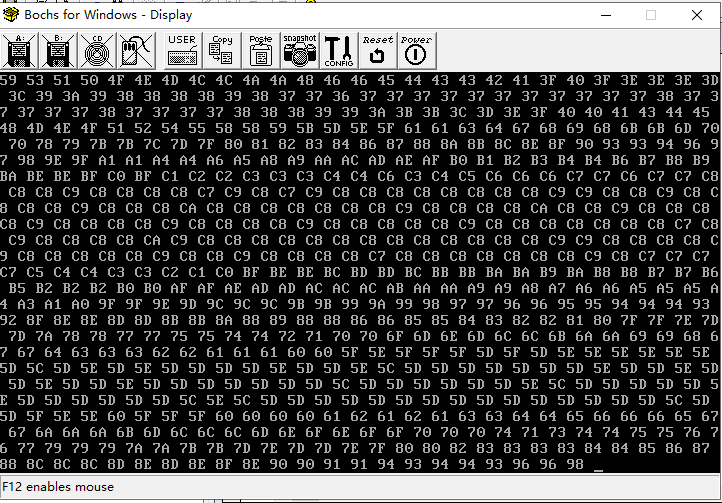 Bochs for Windows - Display
A: B: CD USER Copy Poste snapshot CONFIG Reset Power
59 53 51 50 4F 4E 4D 4C 4C 4A 4A 48 46 46 45 44 43 43 42 41 3F 40 3F 3E 3E 3E 3D
3C 39 3A 39 38 38 38 38 39 38 37 37 36 37 37 37 37 37 37 37 37 37 37 37 38 37 3
7 37 37 37 38 37 37 37 37 38 38 38 39 39 3A 3B 3B 3C 3D 3E 3F 40 40 41 43 44 45
48 4D 4E 4F 51 52 54 55 58 58 59 5B 5D 5E 5F 61 61 63 64 67 68 69 68 6B 6B 6D 70
70 78 79 7B 7B 7C 7D 7F 80 81 82 83 84 86 87 88 8A 8B 8C 8E 8F 90 93 93 94 96 9
7 98 9E 9F A1 A1 A4 A4 A6 A5 A8 A9 AA AC AD AE AF B0 B1 B2 B3 B4 B4 B6 B7 B8 B9
BA BE BE BF C0 BF C1 C2 C2 C3 C3 C3 C4 C4 C6 C3 C4 C5 C6 C6 C6 C7 C7 C6 C7 C7 C8
C8 C8 C9 C8 C8 C8 C8 C7 C9 C8 C7 C9 C8 C8 C8 C8 C8 C8 C8 C8 C8 C9 C8 C8 C8 C9 C
8 C8 C8 C9 C8 C8 C8 CA C8 C8 C8 C8 C8 C8 C8 C9 C8 C8 C8 C8 CA C8 C8 C9 C8 C8 C8
C8 C9 C8 C8 C8 C8 C9 C8 C8 C8 C8 C9 C8 C8 C8 C8 C8 C9 C8 C8 C8 C8 C8 C8 C8 C7 C8
C9 C8 C8 C8 C8 CA C9 C8 C8 C8 C8 C8 C8 C8 C8 C8 C8 C8 C9 C9 C8 C8 C8 C8 C8 C8 C
9 C8 C8 C8 C8 C8 C9 C8 C8 C9 C8 C8 C8 C8 C7 C8 C8 C8 C8 C8 C8 C8 C9 C8 C7 C7 C7
C7 C5 C4 C4 C3 C3 C2 C1 C0 BF BE BE BC BD BD BC BB BB BA BA B9 BA B8 B8 B7 B7 B6
B5 B2 B2 B2 B0 B0 AF AF AE AD AD AC AC AC AC AB AA AA A9 A9 A8 A7 A6 A6 A5 A5 A
4 A3 A1 A0 9F 9F 9E 9D 9C 9C 9C 9B 9B 99 9A 99 98 97 97 96 96 95 95 94 94 94 93
92 8F 8E 8E 8D 8D 8B 8B 8A 88 89 88 88 86 86 85 85 84 83 82 82 81 80 7F 7F 7E 7D
7D 7A 78 78 77 77 75 75 74 74 72 71 70 70 6F 6D 6E 6D 6C 6C 6B 6A 6A 69 69 68 6
7 67 64 63 63 63 62 62 61 61 61 60 60 5F 5E 5F 5F 5F 5D 5F 5D 5E 5E 5E 5E 5E 5E
5D 5C 5D 5E 5D 5D 5D 5E 5D 5D 5E 5C 5D 5D 5D 5D 5D 5D 5D 5E 5D 5D 5D 5E 5D 5E 5D
5D 5E 5D 5E 5D 5D 5D 5D 5D 5D 5D 5D 5C 5D 5D 5D 5D 5D 5D 5E 5C 5D 5D 5D 5D 5D 5
E 5D 5D 5D 5D 5D 5D 5C 5E 5C 5D 5D 5D 5D 5D 5D 5D 5D 5D 5D 5D 5D 5D 5D 5C 5D 5D
5D 5F 5E 5E 60 5F 5F 5F 60 60 60 60 61 62 61 62 61 63 63 64 64 65 66 66 66 65 67
67 6A 6A 6A 6B 6D 6C 6C 6C 6D 6E 6F 6E 6F 6F 70 70 70 74 71 73 74 74 75 75 76 7
6 77 79 79 79 7A 7A 7B 7B 7D 7E 7D 7D 7E 7F 80 80 82 83 83 83 83 84 84 85 86 87
88 8C 8C 8C 8D 8E 8D 8E 8F 8E 90 90 91 91 94 93 94 94 93 96 96 98 _
F12 enables mouse